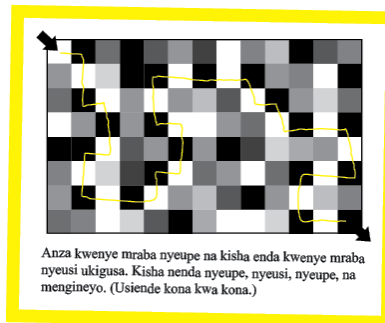 Anza kwenye mraba nyeupe na kisha enda kwenye mraba
nyeusi ukigusa. Kisha nenda nyeupe, nyeusi, nyeupe, na
mengineyo. (Usiende kona kwa kona.)